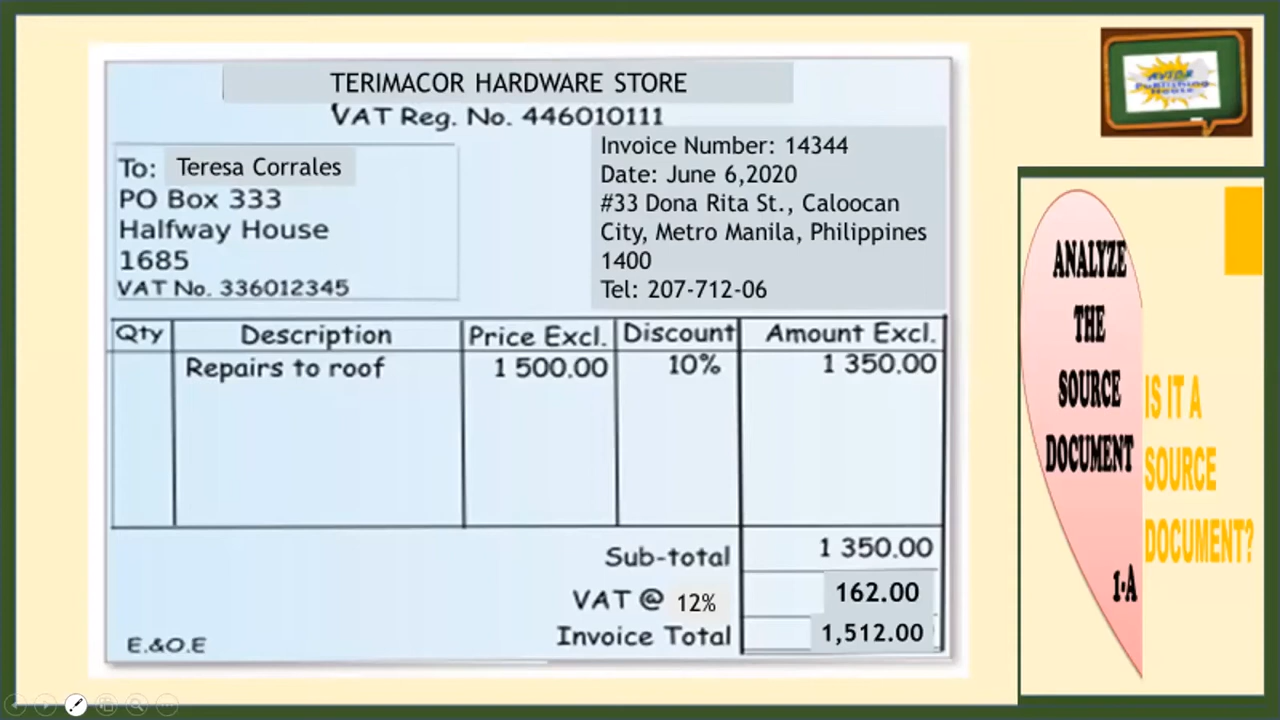 TERIMACOR HARDWARE STORE
VAT Reg. No. 446010111
To: Teresa Corrales
PO Box 333
Halfway House
1685
VAT No. 336012345
Invoice Number: 14344
Date: June 6,2020
#33 Dona Rita St., Caloocan
City, Metro Manila, Philippines
1400
Tel: 207-712-06
Qty Description Price Excl. Discount Amount Excl.
Repairs to roof 1 500.00 10% 1 350.00
Sub-total 1 350.00
VAT @ 12% 162.00
Invoice Total 1,512.00
E.&O.E
Publishing
House
ANALYZE
THE
SOURCE
DOCUMENT
1-A
IS IT A
SOURCE
DOCUMENT?